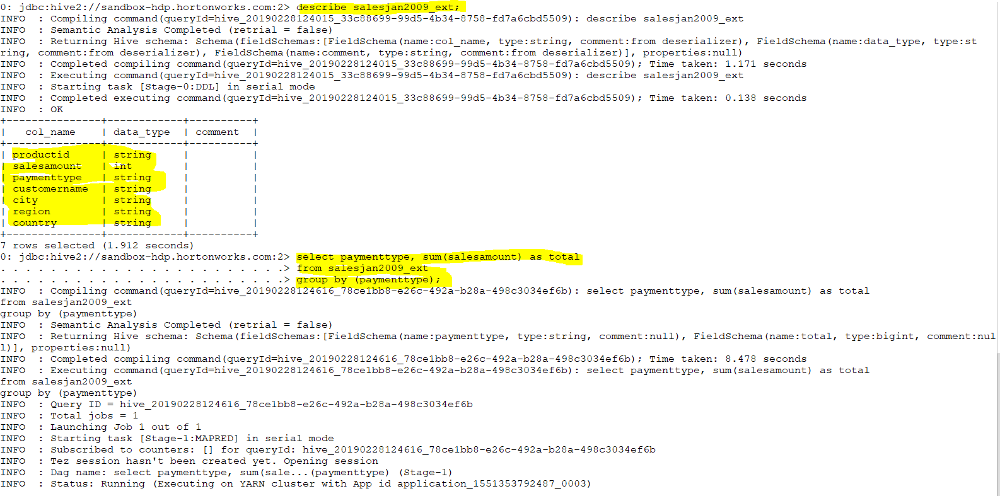 0: jdbc:hive2://sandbox-hdp.hortonworks.com:2> describe salesjan2009_ext;
INFO  : Compiling command(queryId=hive_20190228124015_33c88699-99d5-4b34-8758-fd7a6cbd5509): describe salesjan2009_ext
INFO  : Semantic Analysis Completed (retrial = false)
INFO  : Returning Hive schema: Schema(fieldSchemas:[FieldSchema(name:col_name, type:string, comment:from deserializer), FieldSchema(name:data_type, type:st
ring, comment:from deserializer), FieldSchema(name:comment, type:string, comment:from deserializer)], properties:null)
INFO  : Completed compiling command(queryId=hive_20190228124015_33c88699-99d5-4b34-8758-fd7a6cbd5509); Time taken: 1.171 seconds
INFO  : Executing command(queryId=hive_20190228124015_33c88699-99d5-4b34-8758-fd7a6cbd5509): describe salesjan2009_ext
INFO  : Starting task [Stage-0:DDL] in serial mode
INFO  : Completed executing command(queryId=hive_20190228124015_33c88699-99d5-4b34-8758-fd7a6cbd5509); Time taken: 0.138 seconds
INFO  : OK
+---------------+------------+----------+
|   col_name    | data_type  | comment  |
+---------------+------------+----------+
| productid     | string     |          |
| salesamount   | int        |          |
| paymenttype   | string     |          |
| customername  | string     |          |
| city          | string     |          |
| region        | string     |          |
| country       | string     |          |
+---------------+------------+----------+
7 rows selected (1.912 seconds)
0: jdbc:hive2://sandbox-hdp.hortonworks.com:2> select paymenttype, sum(salesamount) as total
. . . . . . . . . . . . . . . . . . . . . . .> from salesjan2009_ext
. . . . . . . . . . . . . . . . . . . . . . .> group by (paymenttype);
INFO  : Compiling command(queryId=hive_20190228124616_78ce1bb8-e26c-492a-b28a-498c3034ef6b): select paymenttype, sum(salesamount) as total
from salesjan2009_ext
group by (paymenttype)
INFO  : Semantic Analysis Completed (retrial = false)
INFO  : Returning Hive schema: Schema(fieldSchemas:[FieldSchema(name:paymenttype, type:string, comment:null), FieldSchema(name:total, type:bigint, comment:nul
l)], properties:null)
INFO  : Completed compiling command(queryId=hive_20190228124616_78ce1bb8-e26c-492a-b28a-498c3034ef6b); Time taken: 8.478 seconds
INFO  : Executing command(queryId=hive_20190228124616_78ce1bb8-e26c-492a-b28a-498c3034ef6b): select paymenttype, sum(salesamount) as total
from salesjan2009_ext
group by (paymenttype)
INFO  : Query ID = hive_20190228124616_78ce1bb8-e26c-492a-b28a-498c3034ef6b
INFO  : Total jobs = 1
INFO  : Launching Job 1 out of 1
INFO  : Starting task [Stage-1:MAPRED] in serial mode
INFO  : Subscribed to counters: [] for queryId: hive_20190228124616_78ce1bb8-e26c-492a-b28a-498c3034ef6b
INFO  : Tez session hasn't been created yet. Opening session
INFO  : Dag name: select paymenttype, sum(sale...(paymenttype) (Stage-1)
INFO  : Status: Running (Executing on YARN cluster with App id application_1551353792487_0003)